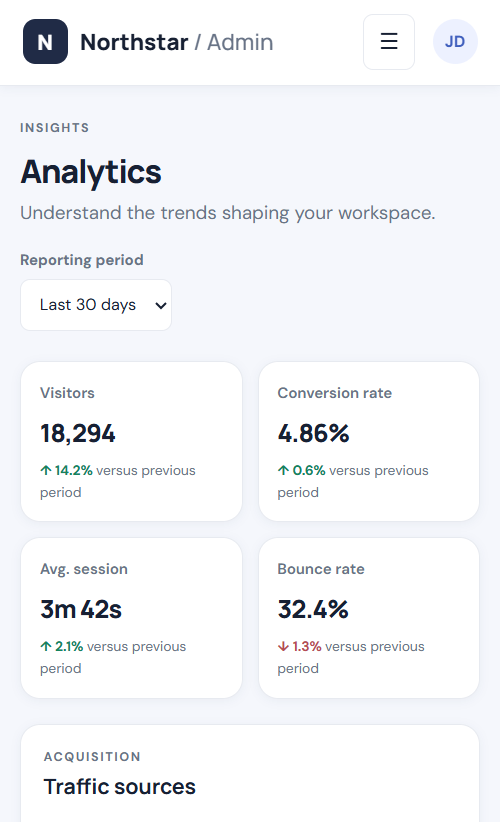 N Northstar / Admin ☰ JD
INSIGHTS
Analytics
Understand the trends shaping your workspace.
Reporting period
Last 30 days
Visitors
18,294
↑ 14.2% versus previous
period
Conversion rate
4.86%
↑ 0.6% versus previous
period
Avg. session
3m 42s
↑ 2.1% versus previous
period
Bounce rate
32.4%
↓ 1.3% versus previous
period
ACQUISITION
Traffic sources